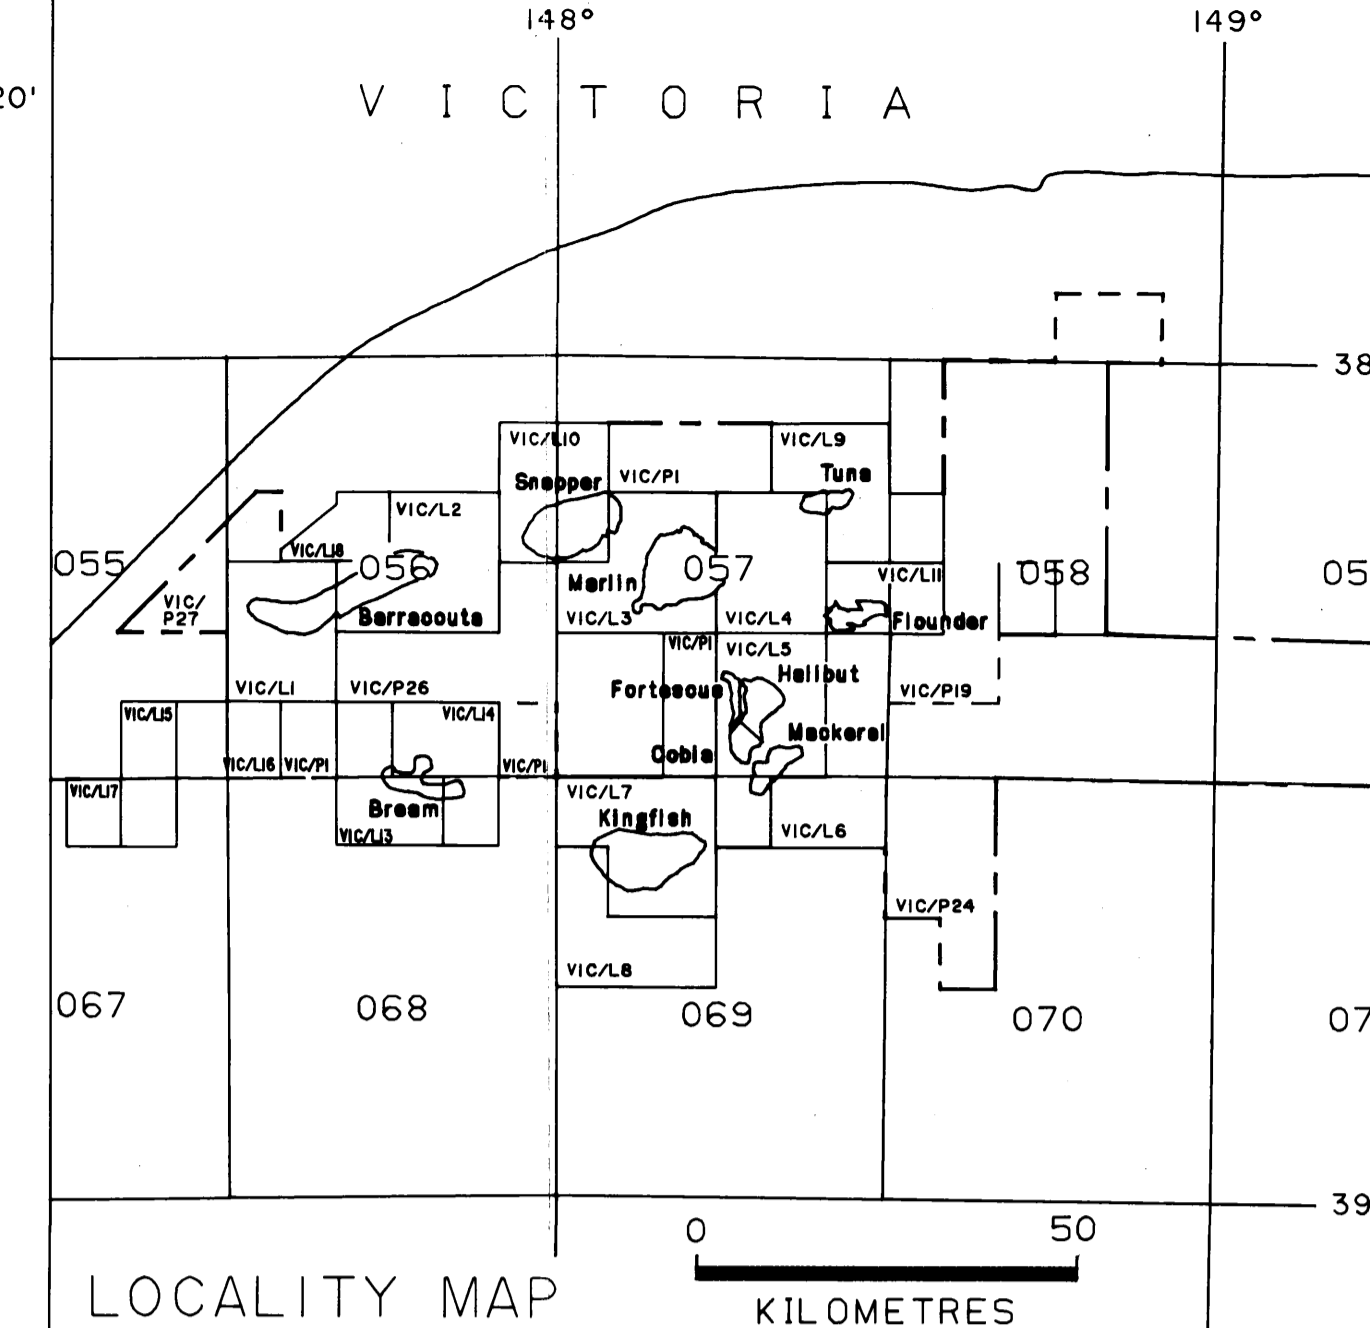 148° 149°
20'
VICTORIA
38
VIC/L10 VIC/L9
Snapper VIC/P1 Tuna
VIC/L2
VIC/L18
055 056 057 058 05
Marlin VIC/L11
VIC/
P27
Barracouta VIC/L3 VIC/L4 Flounder
VIC/P1 VIC/L5
Halibut
VIC/L1 VIC/P26 Fortescue VIC/P19
VIC/L15 VIC/L14
Mackerel
Cobia
VIC/L16 VIC/P1 VIC/P1
VIC/L17 VIC/L7
Bream Kingfish
VIC/L13 VIC/L6
VIC/P24
VIC/L8
067 068 069 070 07
39
0 50
LOCALITY MAP
KILOMETRES